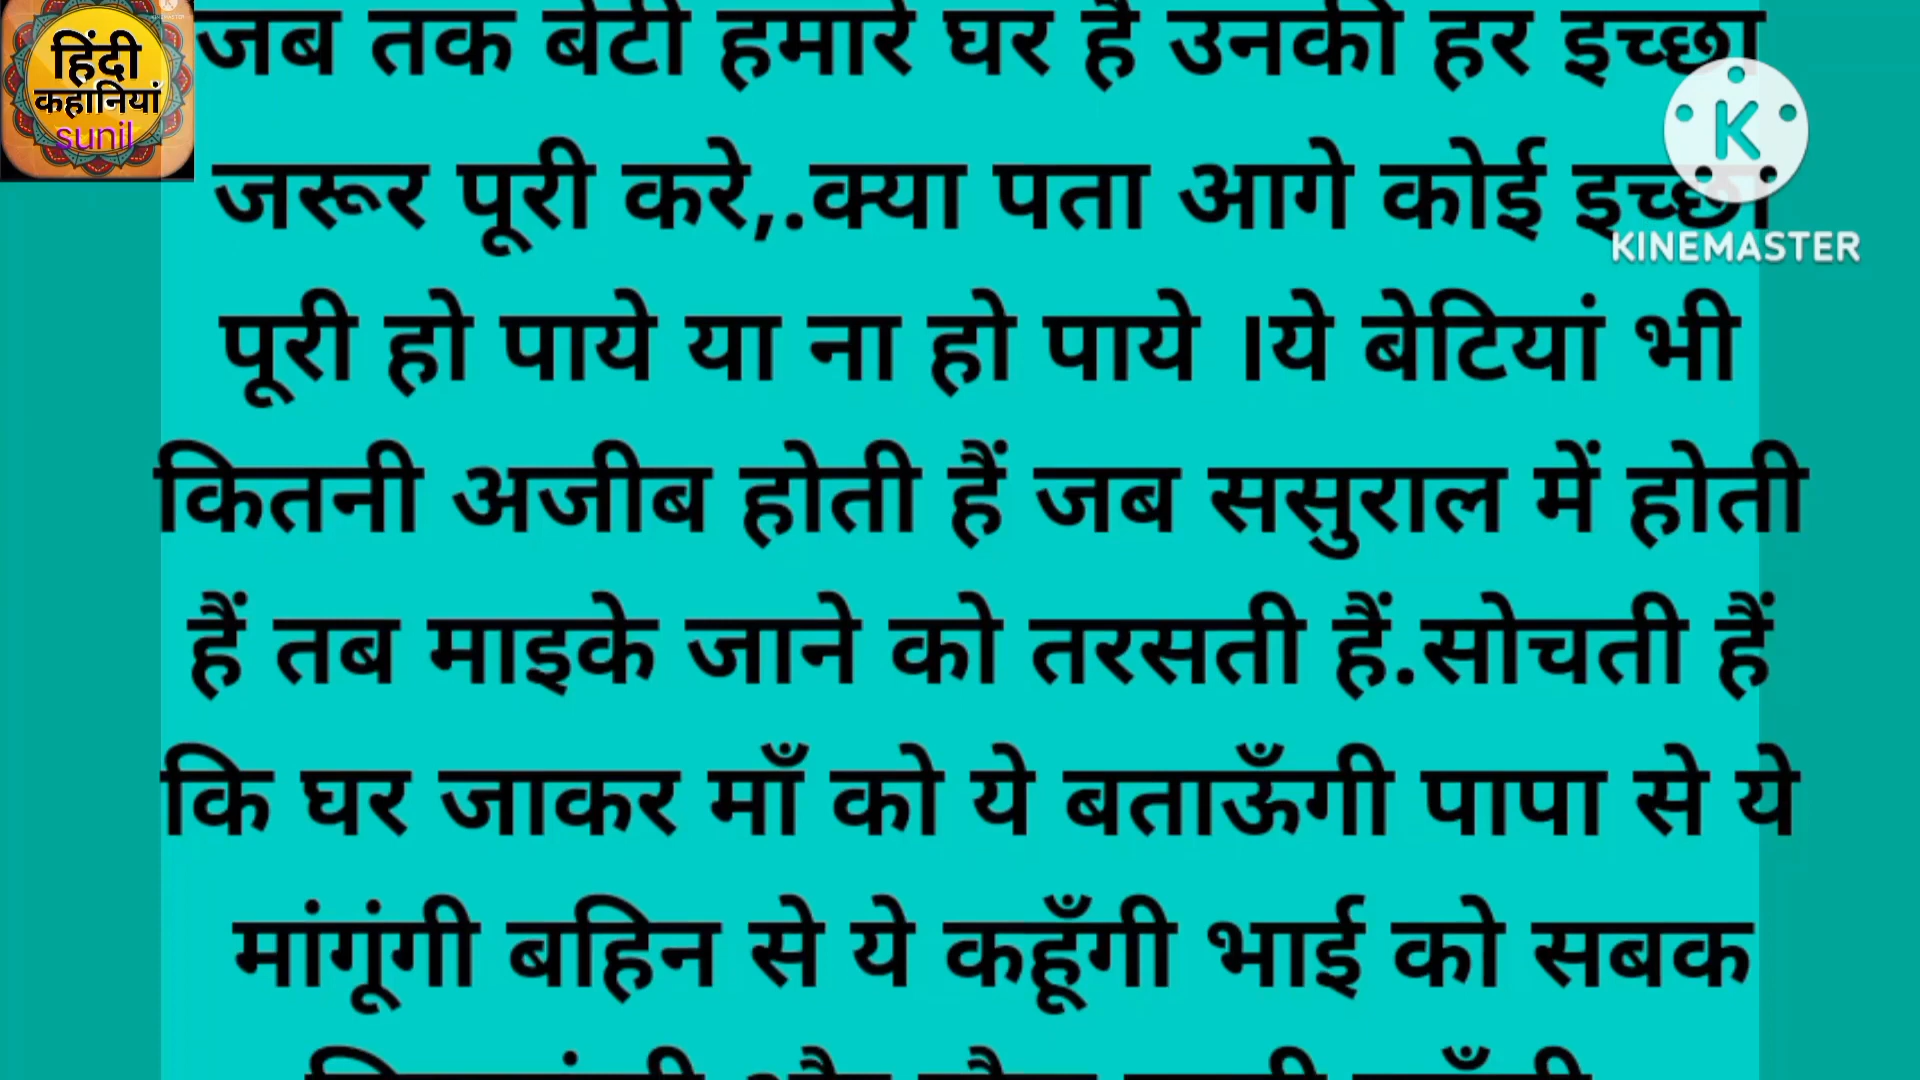 हिंदी
कहानियां
sunil
जब तक बेटी हमारे घर है उनकी हर इच्छा
जरूर पूरी करे,.क्या पता आगे कोई इच्छा
पूरी हो पाये या ना हो पाये ।ये बेटियां भी
कितनी अजीब होती हैं जब ससुराल में होती
हैं तब माइके जाने को तरसती हैं.सोचती हैं
कि घर जाकर माँ को ये बताऊँगी पापा से ये
मांगूंगी बहिन से ये कहूँगी भाई को सबक
K
KINEMASTER